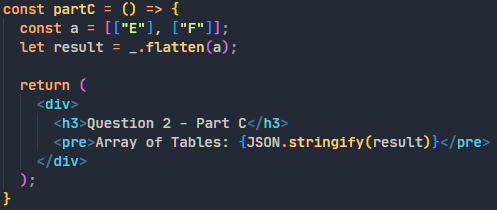 const partC = () => {
const a = [["E"], ["F"]];
let result = _.flatten(a);
return (
<div>
<h3>Question 2 - Part C</h3>
<pre>Array of Tables: {JSON.stringify(result)}</pre>
</div>
);
}